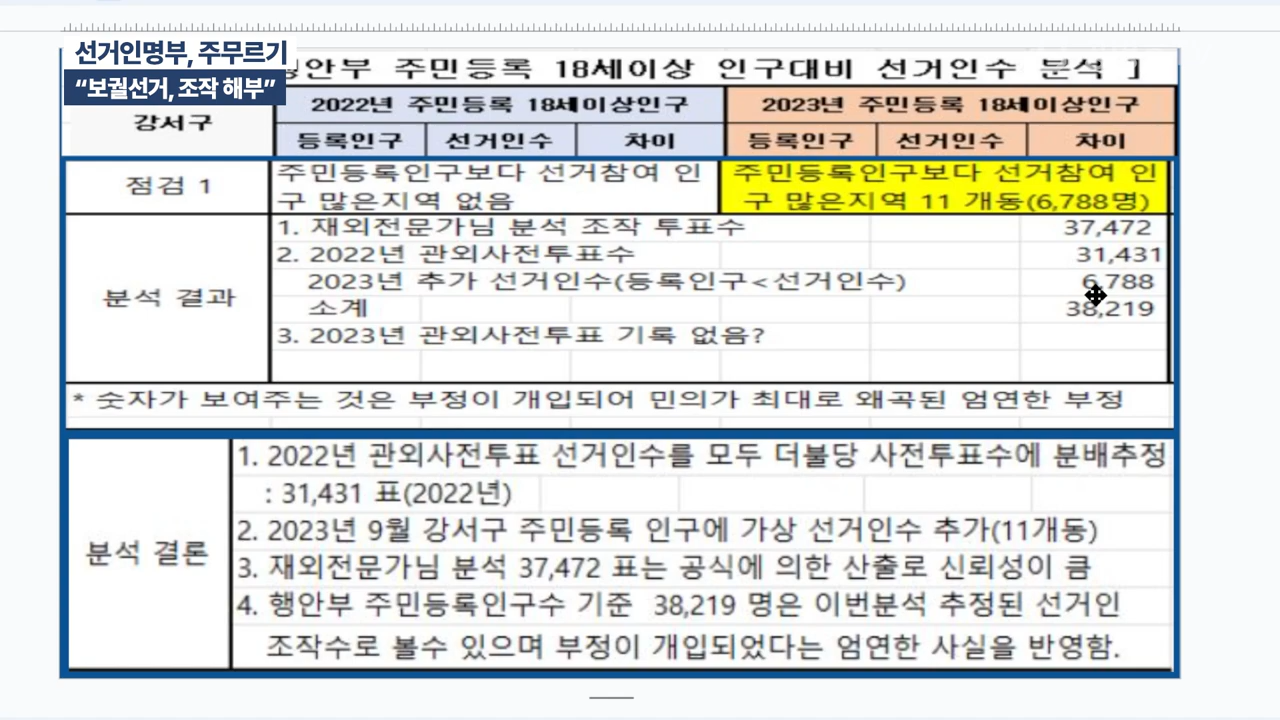 선거인명부, 주무르기
“보궐선거, 조작 해부”
행안부 주민등록 18세이상 인구대비 선거인수 분석 ]
강서구
2022년 주민등록 18세이상인구
2023년 주민등록 18세이상인구
등록인구 선거인수 차이 등록인구 선거인수 차이
점검 1
주민등록인구보다 선거참여 인
구 많은지역 없음
주민등록인구보다 선거참여 인
구 많은지역 11 개동(6,788명)
분석 결과
1. 재외전문가님 분석 조작 투표수 37,472
2. 2022년 관외사전투표수 31,431
2023년 추가 선거인수(등록인구<선거인수) 6,788
소계 38,219
3. 2023년 관외사전투표 기록 없음?
* 숫자가 보여주는 것은 부정이 개입되어 민의가 최대로 왜곡된 엄연한 부정
분석 결론
1. 2022년 관외사전투표 선거인수를 모두 더불당 사전투표수에 분배추정
: 31,431 표(2022년)
2. 2023년 9월 강서구 주민등록 인구에 가상 선거인수 추가(11개동)
3. 재외전문가님 분석 37,472 표는 공식에 의한 산출로 신뢰성이 큼
4. 행안부 주민등록인구수 기준 38,219 명은 이번분석 추정된 선거인
조작수로 볼수 있으며 부정이 개입되었다는 엄연한 사실을 반영함.